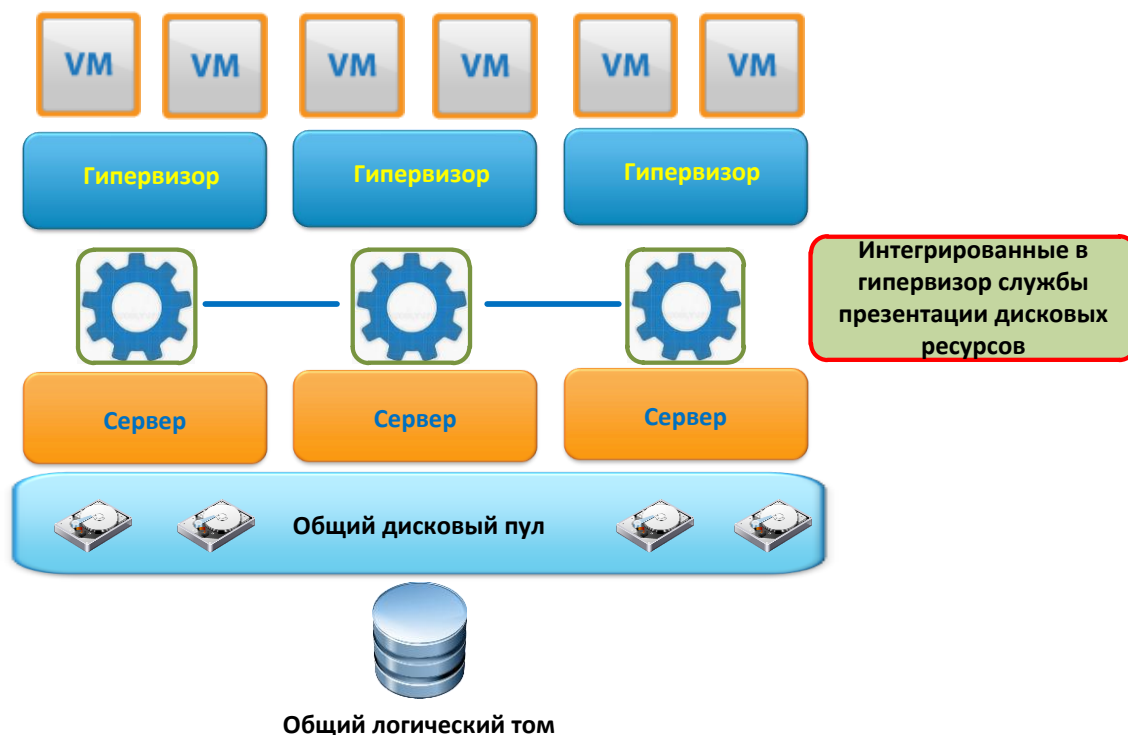 VM VM VM VM VM VM
Гипервизор Гипервизор Гипервизор
Интегрированные в
гипервизор службы
презентации дисковых
ресурсов
Сервер Сервер Сервер
Общий дисковый пул
Общий логический том